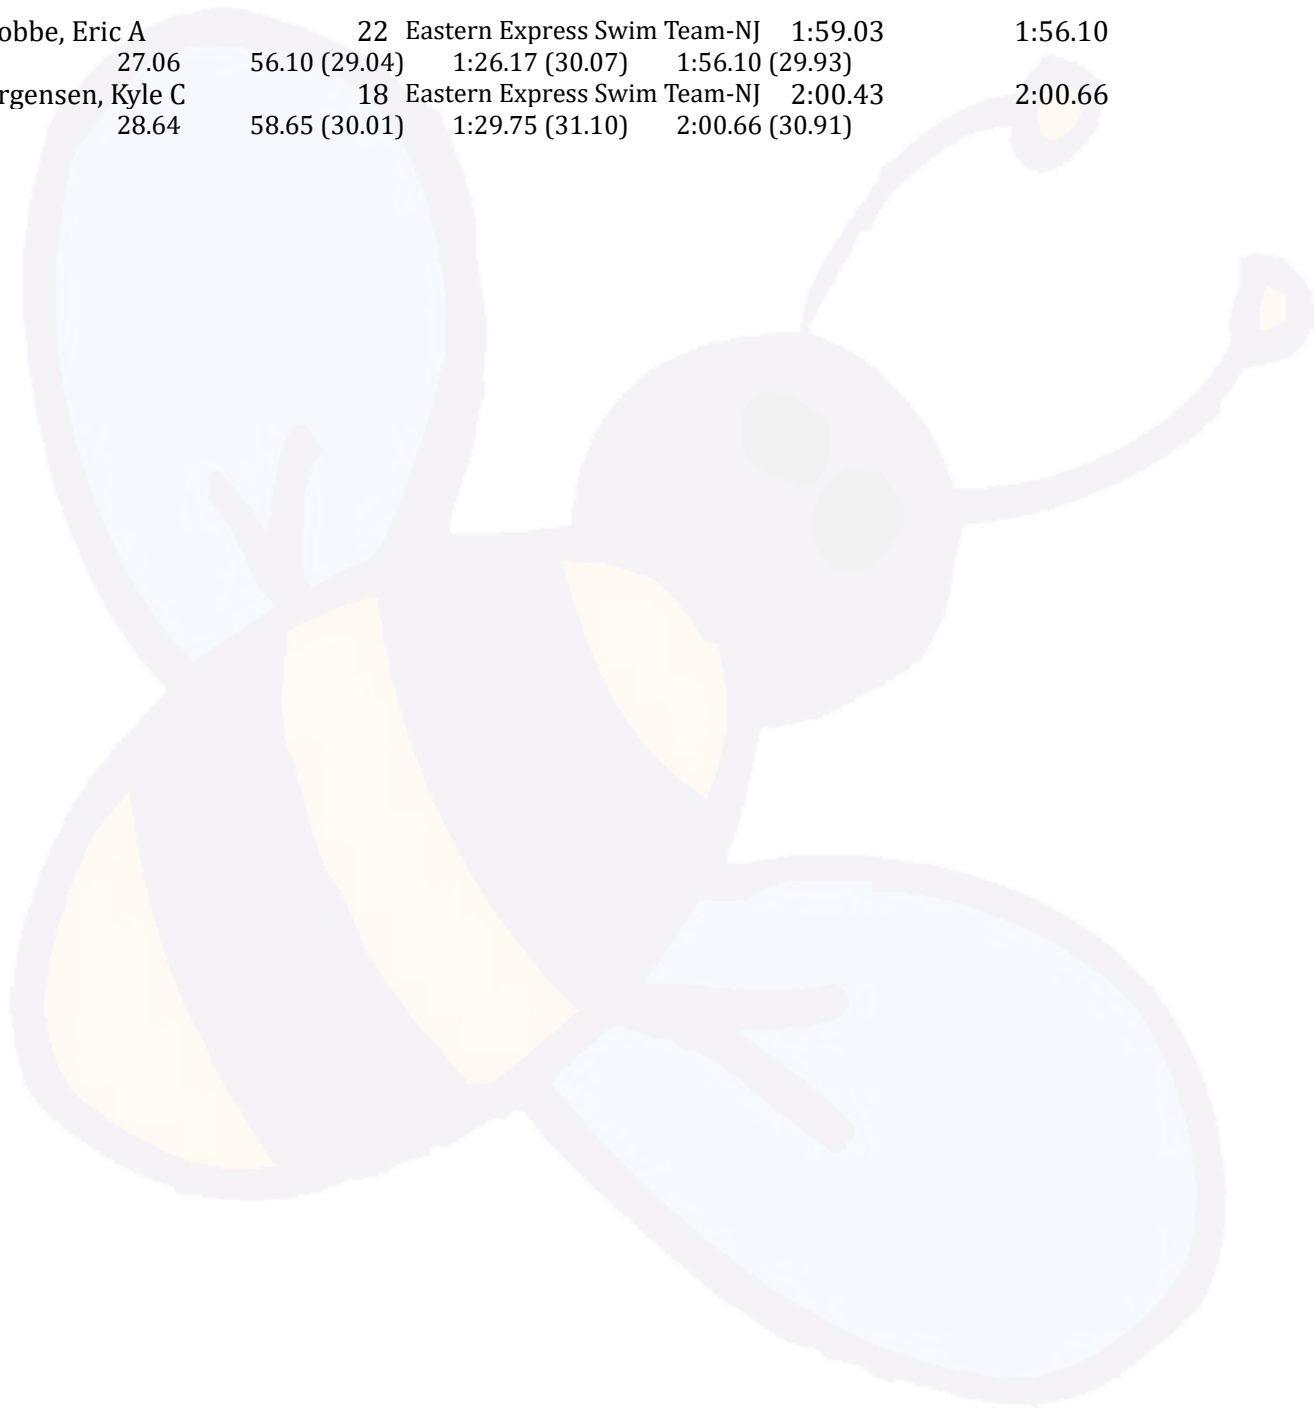 obbe, Eric A 22 Eastern Express Swim Team-NJ 1:59.03 1:56.10
27.06 56.10 (29.04) 1:26.17 (30.07) 1:56.10 (29.93)
rgensen, Kyle C 18 Eastern Express Swim Team-NJ 2:00.43 2:00.66
28.64 58.65 (30.01) 1:29.75 (31.10) 2:00.66 (30.91)